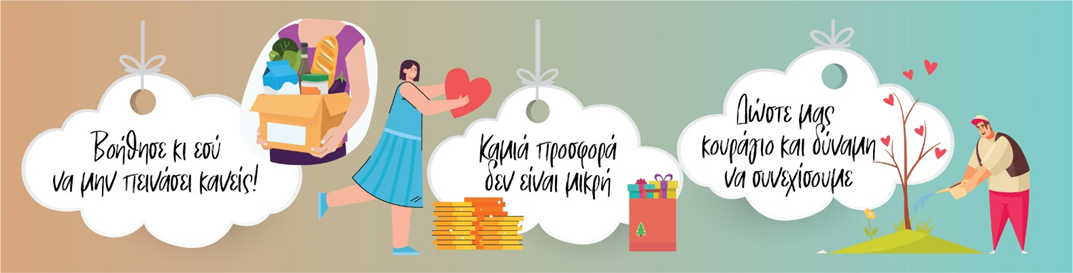 Βοήθησε κι εσύ
να μην πεινάσει κανείς!
Καμιά προσφορά
δεν είναι μικρή
Δώστε μας
κουράγιο και δύναμη
να συνεχίσουμε